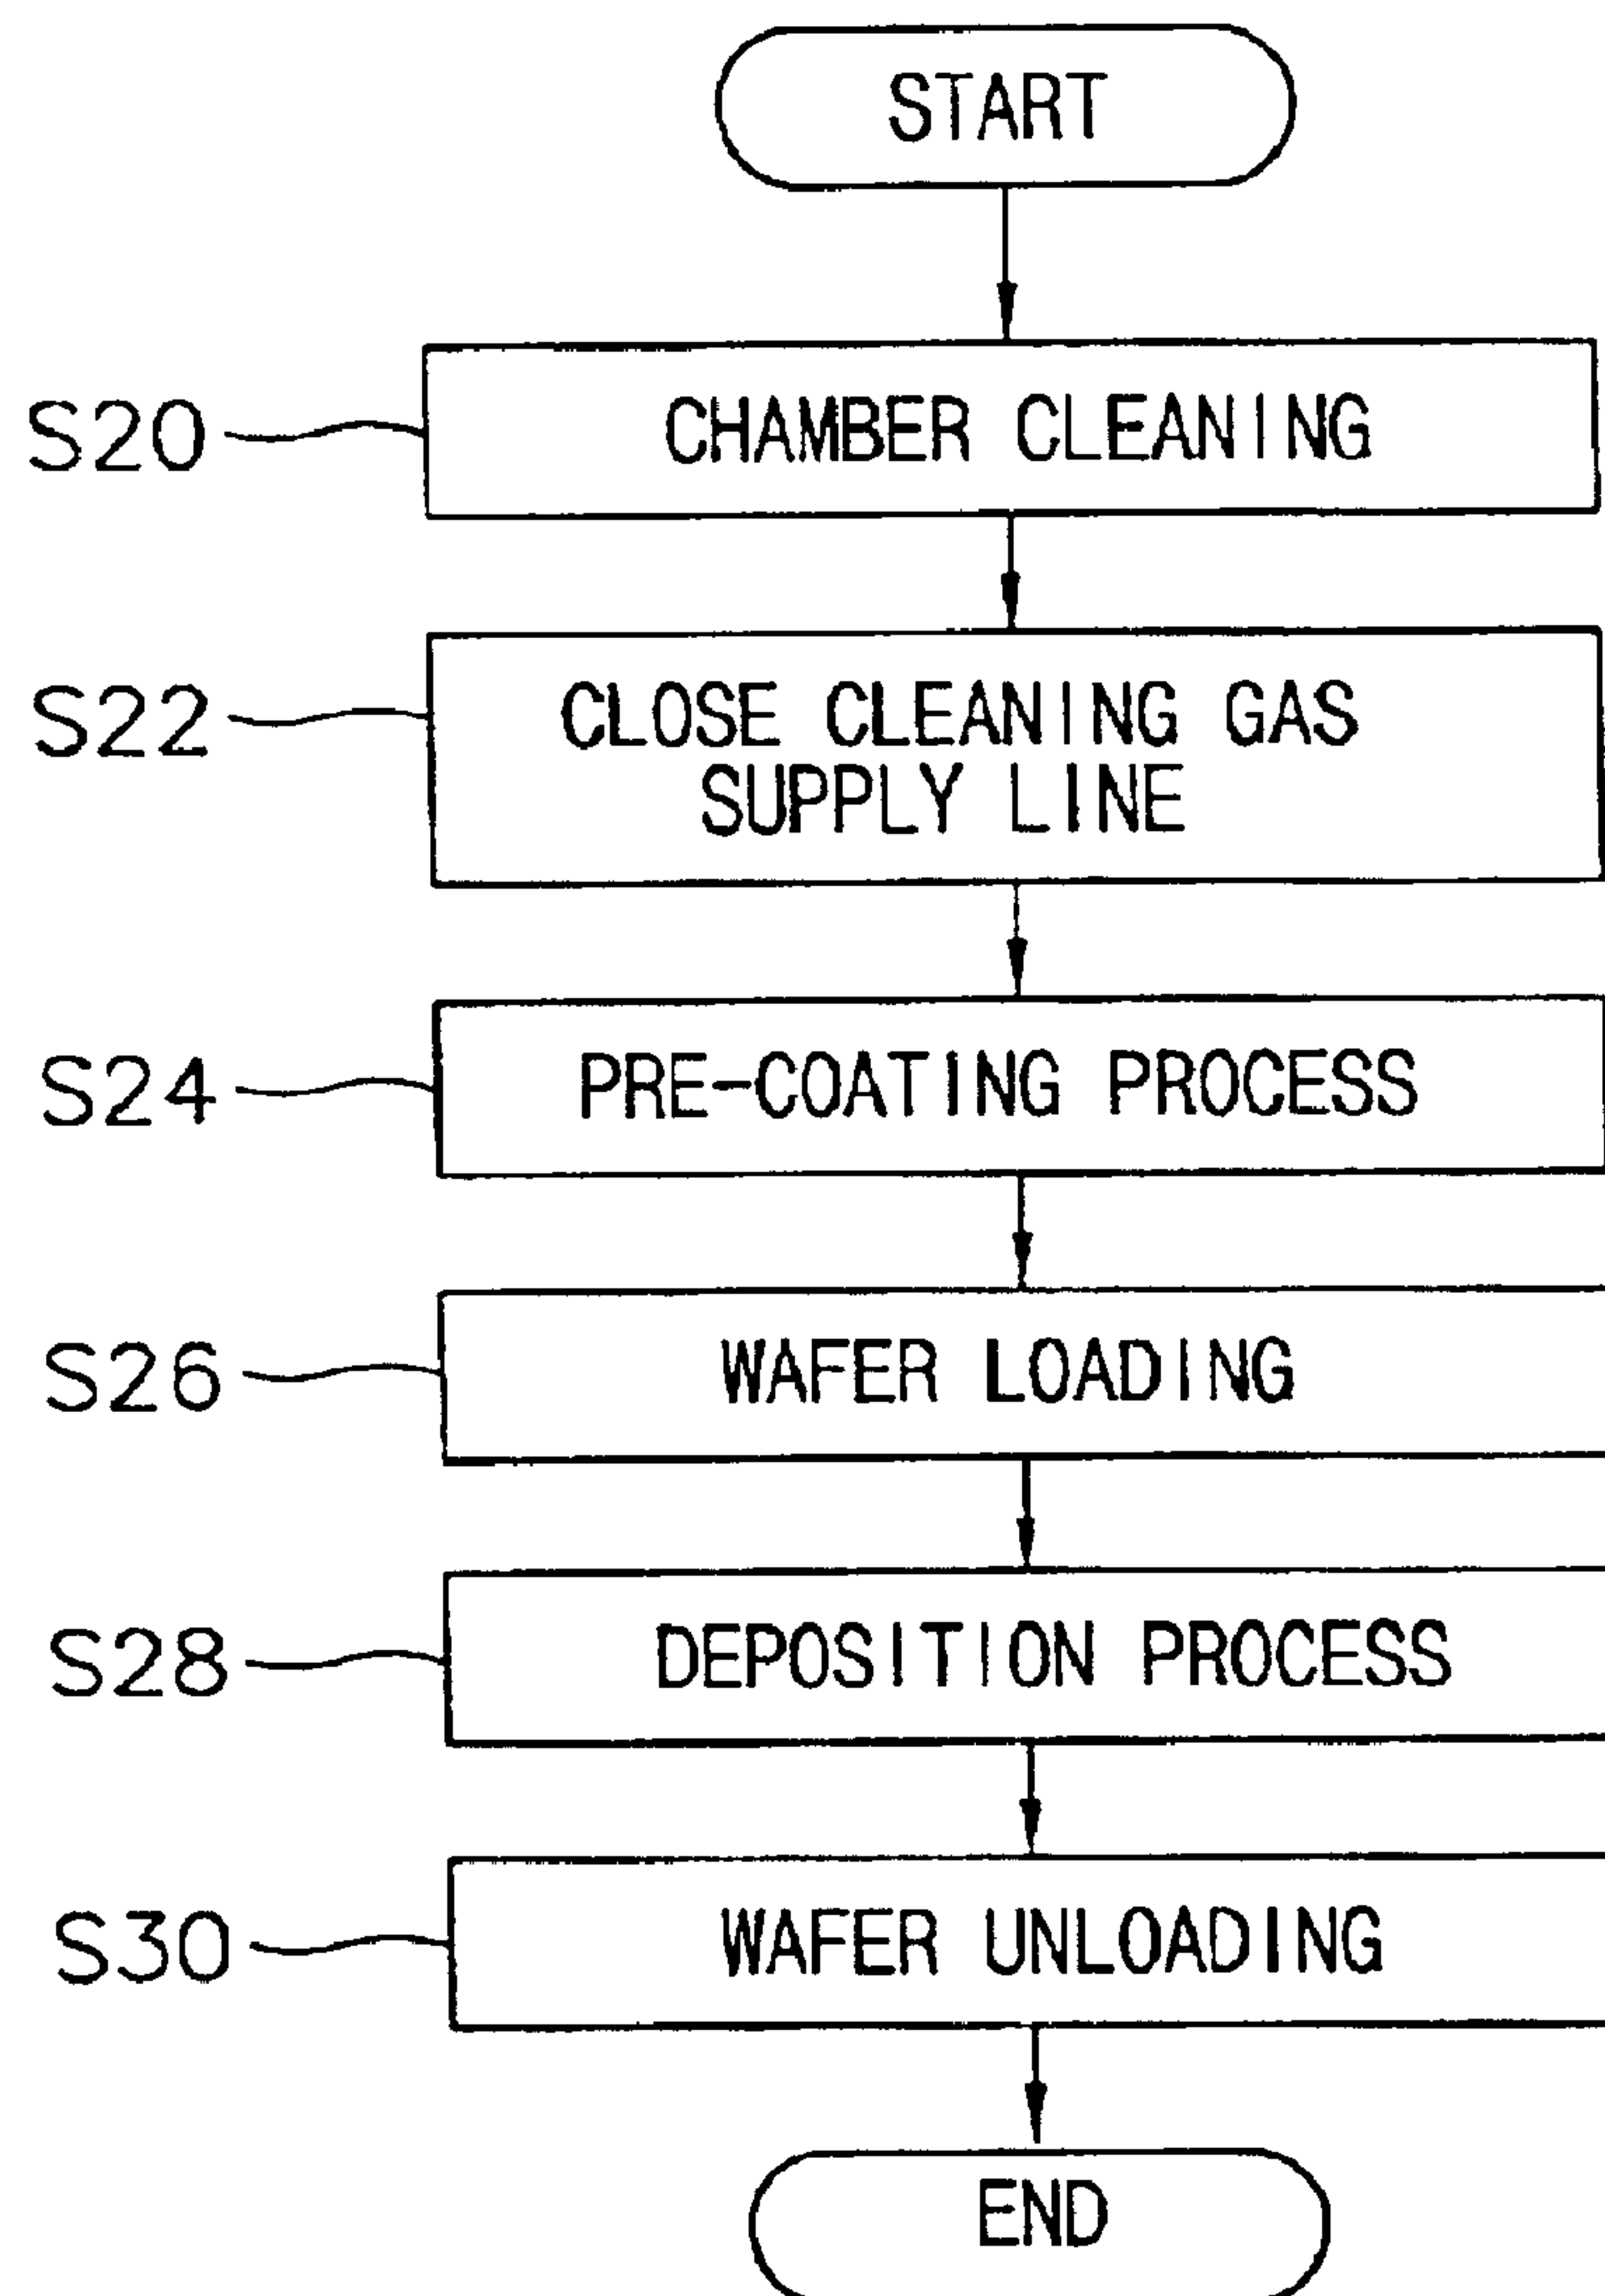 START
S20
CHAMBER CLEANING
S22
CLOSE CLEANING GAS
SUPPLY LINE
S24
PRE-COATING PROCESS
S26
WAFER LOADING
S28
DEPOSITION PROCESS
S30
WAFER UNLOADING
END